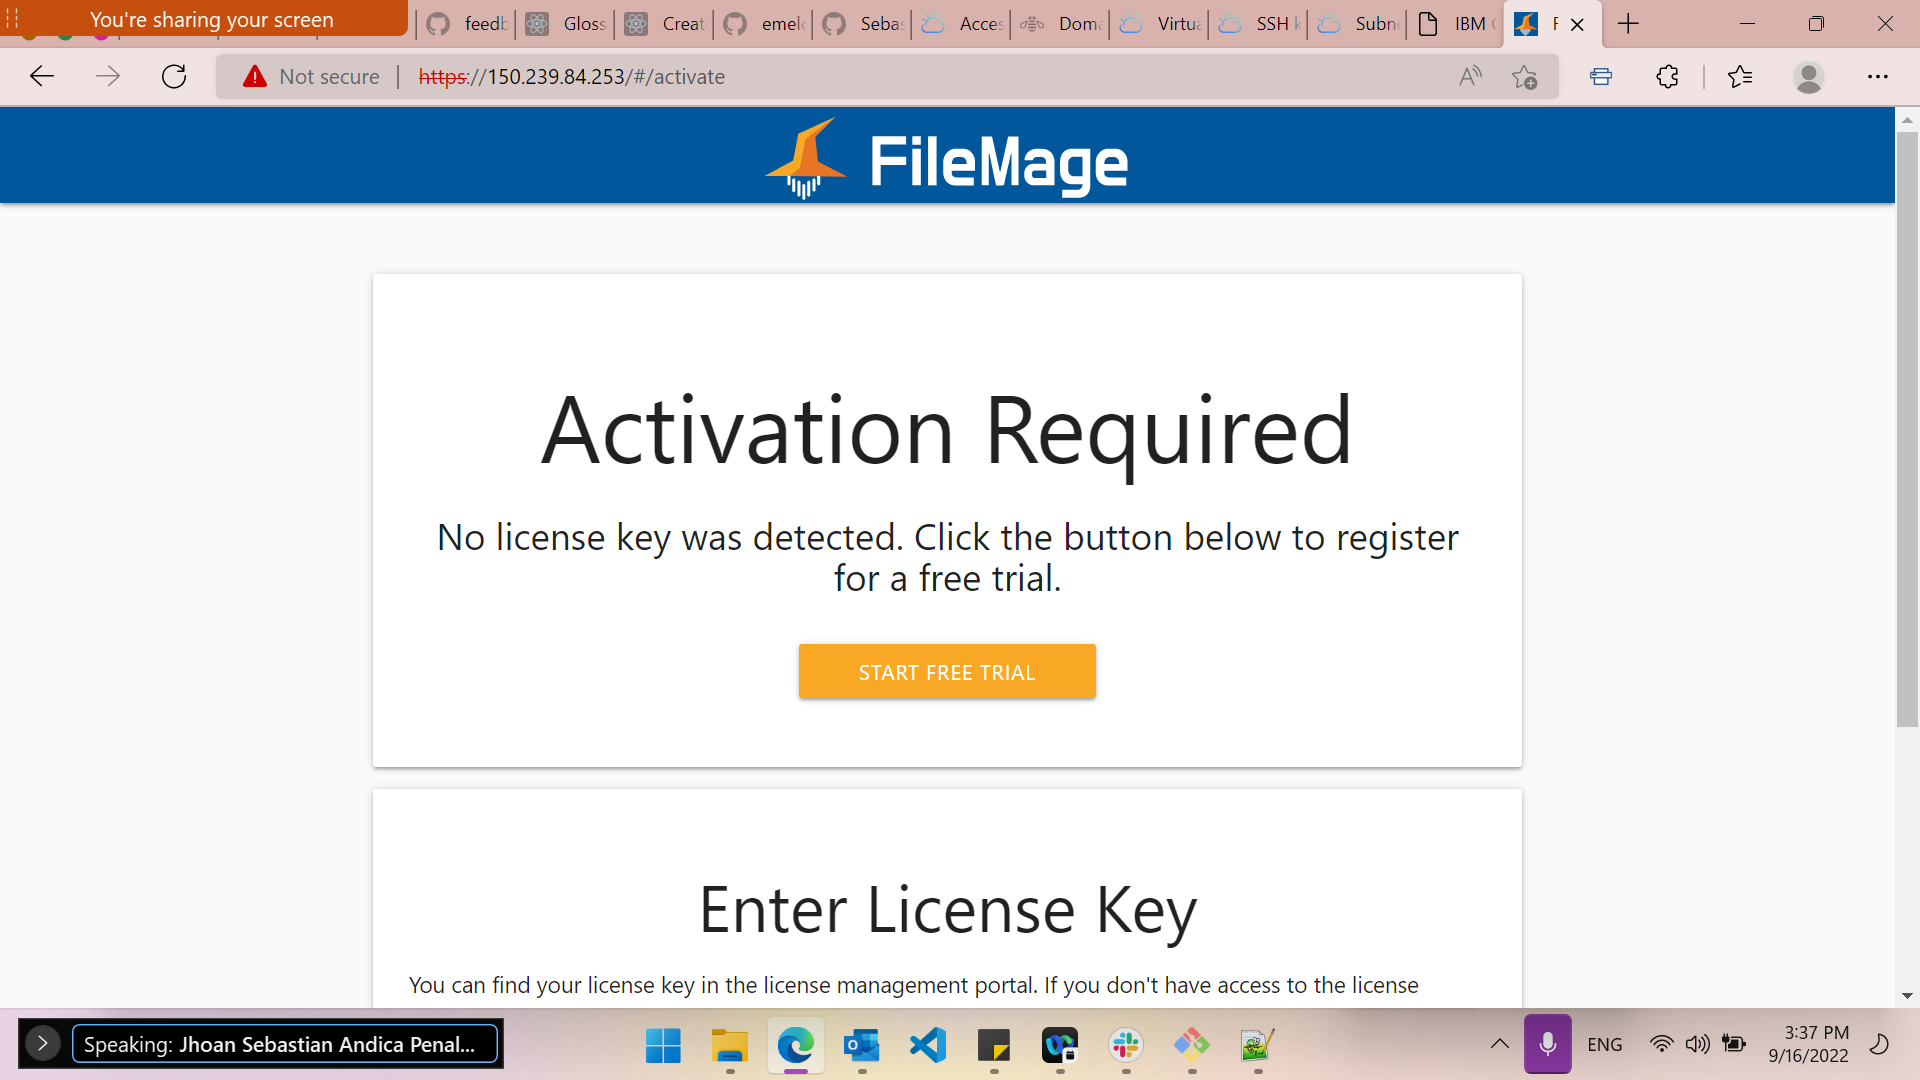 You're sharing your screen
feedb
Gloss
Creat
emelo
Sebas
Acces
Doma
Virtua
SSH k
Subn
IBM
F
Not secure
https://150.239.84.253/#/activate
FileMage
Activation Required
No license key was detected. Click the button below to register
for a free trial.
START FREE TRIAL
Enter License Key
You can find your license key in the license management portal. If you don't have access to the license
Speaking: Jhoan Sebastian Andica Penal...
ENG
3:37 PM
9/16/2022